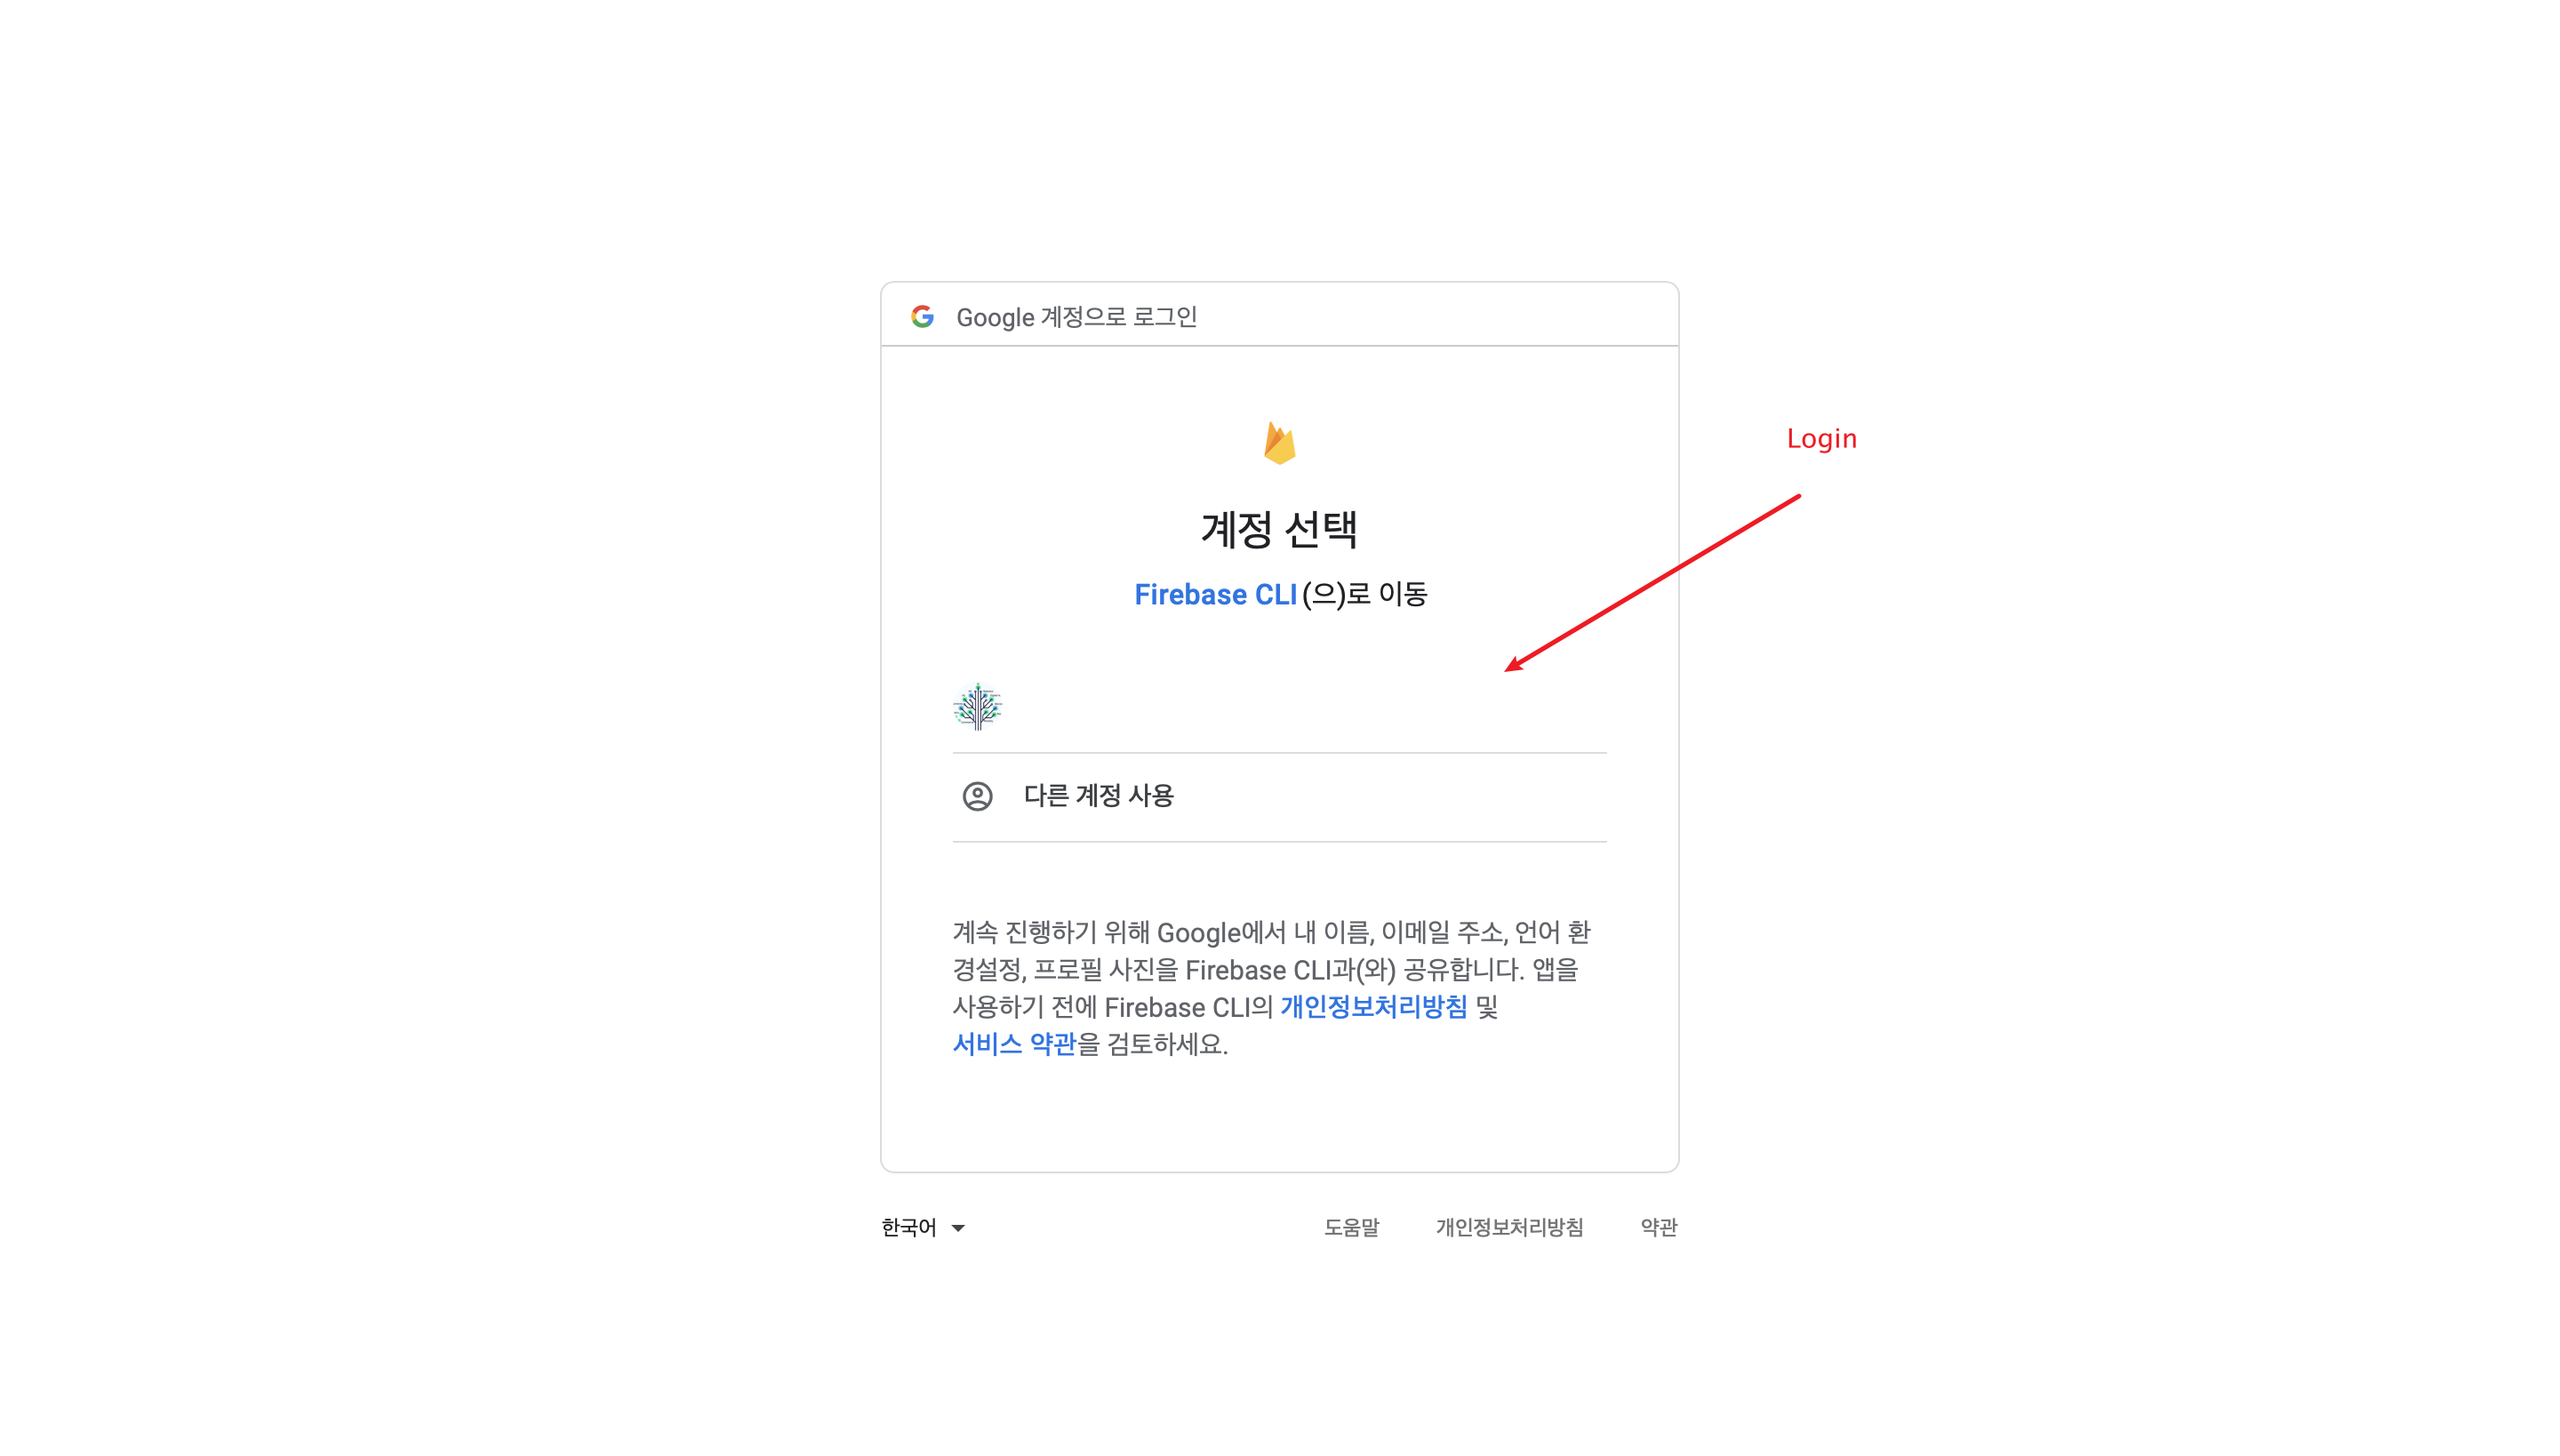 Google 계정으로 로그인
Login
계정 선택
Firebase CLI(으)로 이동
다른 계정 사용
계속 진행하기 위해 Google에서 내 이름, 이메일 주소, 언어 환
경설정, 프로필 사진을 Firebase CLI과(와) 공유합니다. 앱을
사용하기 전에 Firebase CLI의 개인정보처리방침 및
서비스 약관을 검토하세요.
한국어
도움말 개인정보처리방침 약관